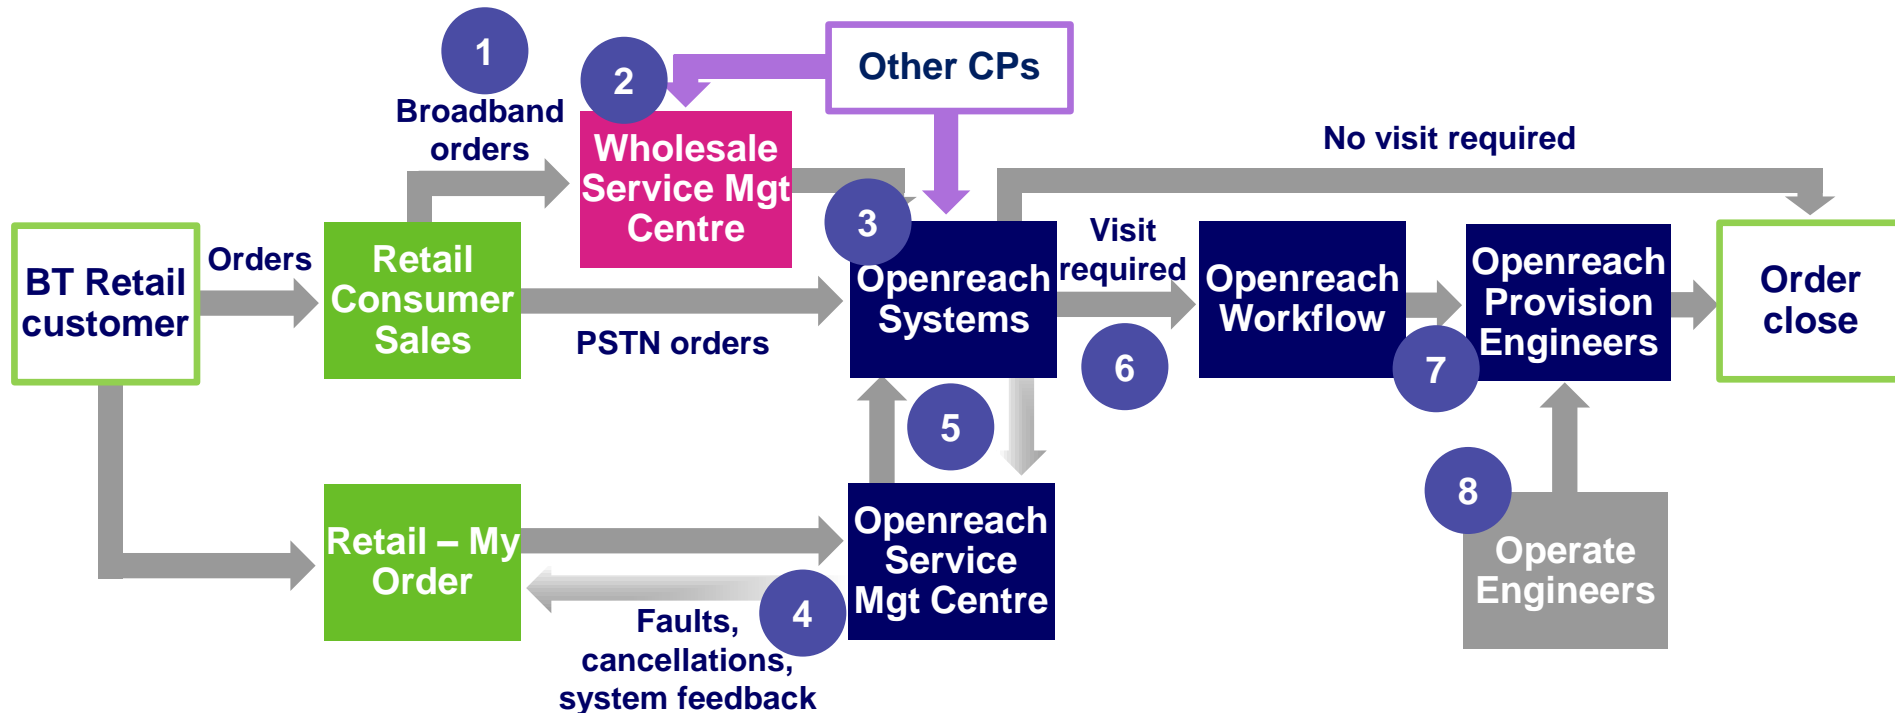 1
Broadband
orders
2
Other CPs
Wholesale
Service Mgt
Centre
No visit required
BT Retail
customer
Orders
Retail
Consumer
Sales
PSTN orders
3
Openreach
Systems
Visit
required
6
Openreach
Workflow
7
Openreach
Provision
Engineers
Order
close
5
Retail – My
Order
Faults,
cancellations,
system feedback
4
Openreach
Service
Mgt Centre
8
Operate
Engineers